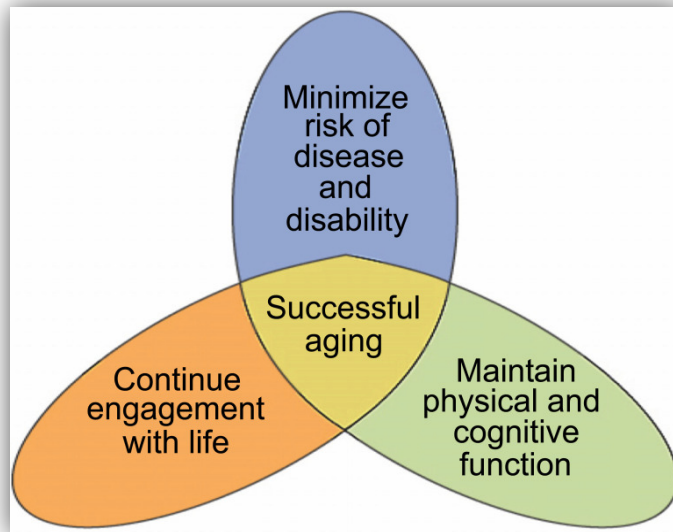 Minimize
risk of
disease
and
disability
Successful
aging
Continue
engagement
with life
Maintain
physical and
cognitive
function